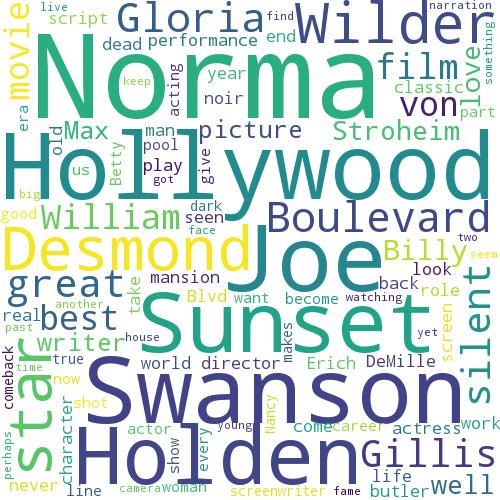 live find narration
script Gloria Wilder
movie dead performance end film something
Norma year classic love
keep acting noir von part
era old Max man picture Stroheim
pool
us Betty play got give
Hollywood
big William dark seen Boulevard
good face two
Desmond Joe Billy seem
great mansion look
Blvd want become watching back role
another take
real best Sunset yet screen silent
past writer house makes
comeback star true world director Erich DeMille
time
now Swanson
shot Nancy
character actor show every young come career actress work
perhaps Holden Gillis
never line camera woman life butler well
screenwriter fame